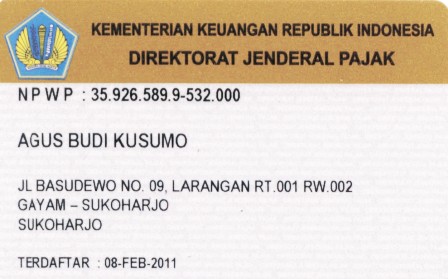 KEMENTERIAN KEUANGAN REPUBLIK INDONESIA
DIREKTORAT JENDERAL PAJAK
N P W P : 35.926.589.9-532.000
AGUS BUDI KUSUMO
JL BASUDEWO NO. 09, LARANGAN RT.001 RW.002
GAYAM – SUKOHARJO
SUKOHARJO
TERDAFTAR : 08-FEB-2011